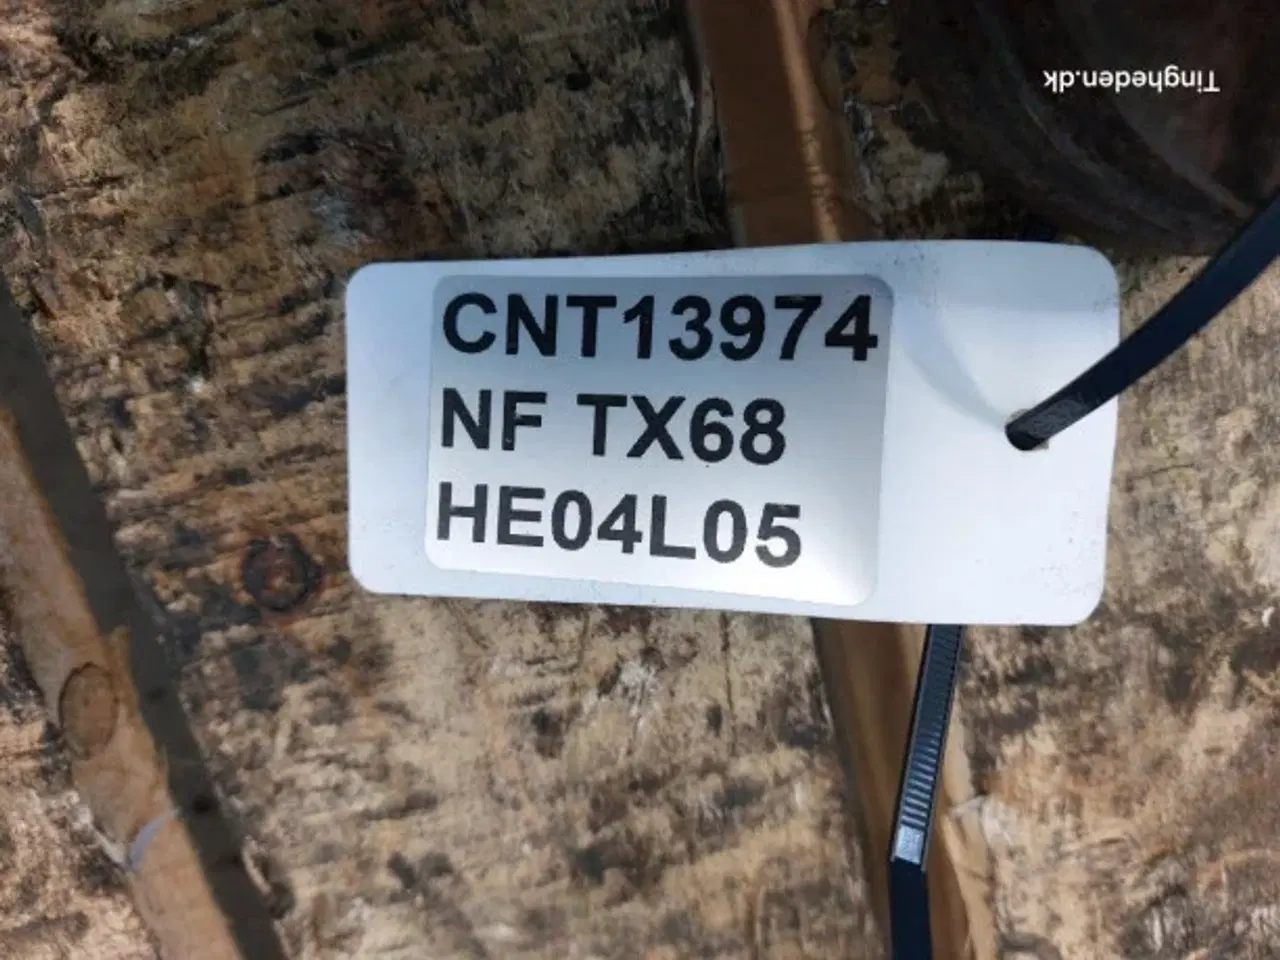 Tingheden.dk
CNT13974
NF TX68
HE04L05